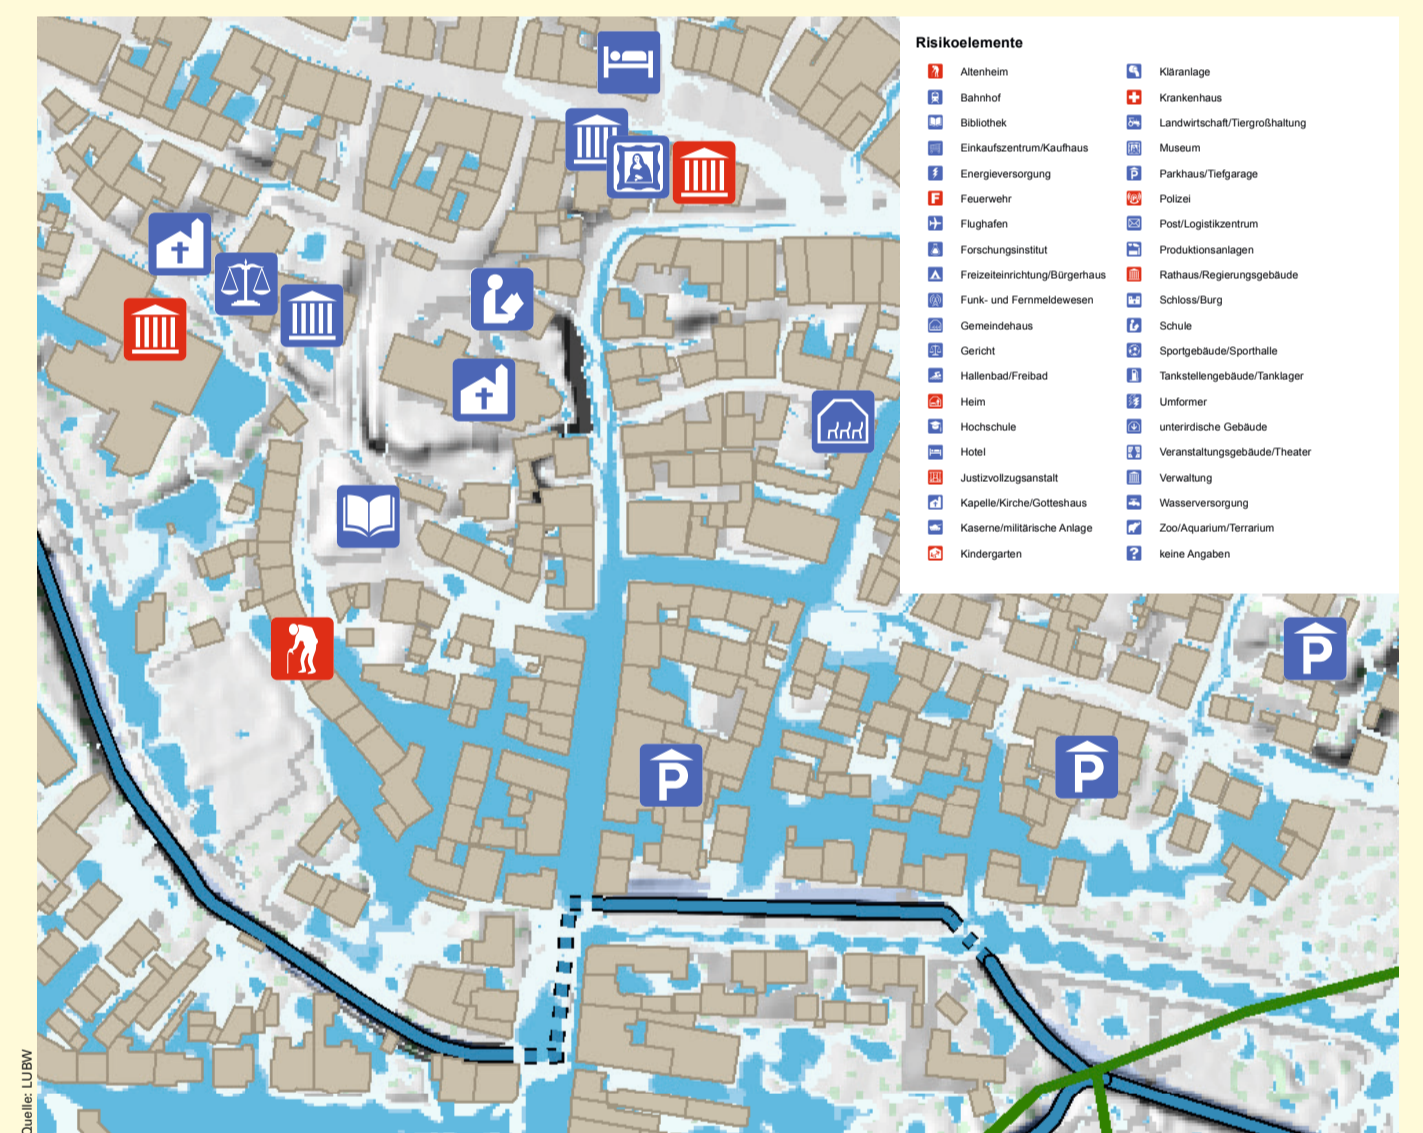 Risikoelemente
Altenheim
Bahnhof
Bibliothek
Einkaufszentrum/Kaufhaus
Energieversorgung
F Feuerwehr
Flughafen
Forschungsinstitut
Freizeiteinrichtung/Bürgerhaus
Funk- und Fernmeldewesen
Gemeindehaus
Gericht
Hallenbad/Freibad
Heim
Hochschule
Hotel
Justizvollzugsanstalt
Kapelle/Kirche/Gotteshaus
Kaserne/militärische Anlage
Kindergarten
Kläranlage
Krankenhaus
Landwirtschaft/Tiergroßhaltung
Museum
P Parkhaus/Tiefgarage
Polizei
Post/Logistikzentrum
Produktionsanlagen
Rathaus/Regierungsgebäude
Schloss/Burg
Schule
Sportgebäude/Sporthalle
Tankstellengebäude/Tanklager
Umformer
unterirdische Gebäude
Veranstaltungsgebäude/Theater
Verwaltung
Wasserversorgung
Zoo/Aquarium/Terrarium
? keine Angaben
P
P
P
Quelle: LUBW